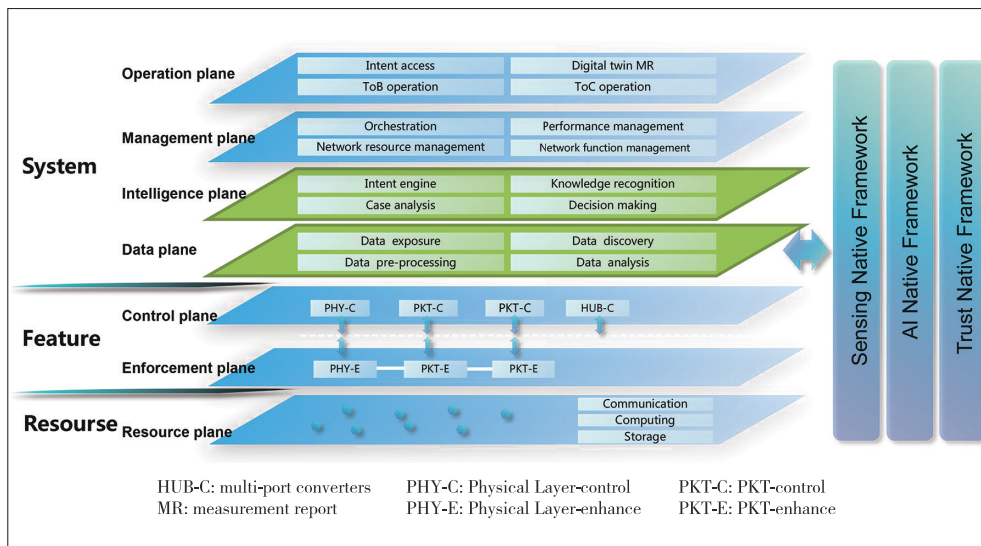 Operation plane
Intent access
Digital twin MR
ToB operation
ToC operation
Management plane
Orchestration
Performance management
Network resource management
Network function management
System
Intelligence plane
Intent engine
Knowledge recognition
Case analysis
Decision making
Data plane
Data exposure
Data discovery
Data pre-processing
Data analysis
Feature
Control plane
PHY-C
PKT-C
PKT-C
HUB-C
Enforcement plane
PHY-E
PKT-E
PKT-E
Resourse
Resource plane
Communication
Computing
Storage
Sensing Native Framework
AI Native Framework
Trust Native Framework
HUB-C: multi-port converters
PHY-C: Physical Layer-control
PKT-C: PKT-control
MR: measurement report
PHY-E: Physical Layer-enhance
PKT-E: PKT-enhance